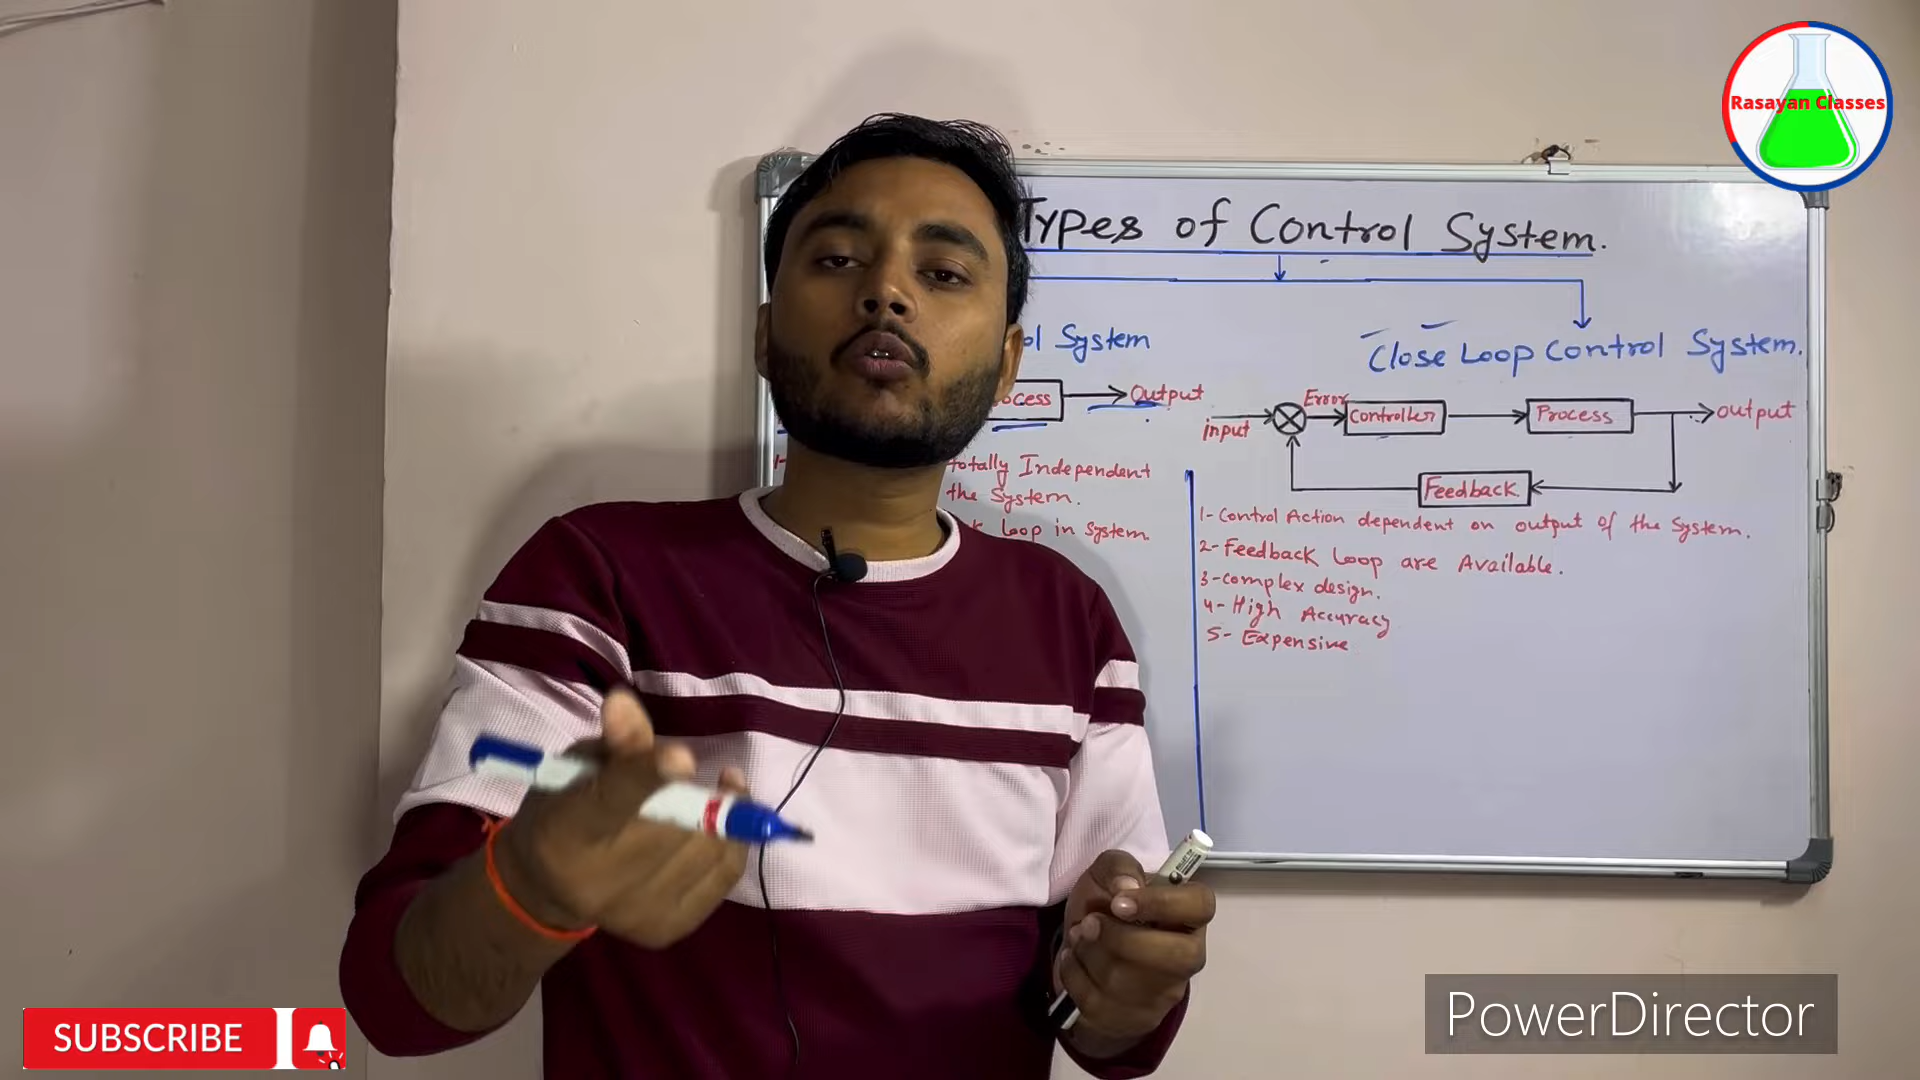 Rasayan Classes
Types of Control System.
System
Close Loop Control System.
Output
input
Error
Controller
Process
output
Feedback
totally Independent
the System.
Loop in System
1- Control Action dependent on output of the System.
2- Feedback Loop are Available.
3- complex design.
4- High Accuracy
5- Expensive
SUBSCRIBE
PowerDirector